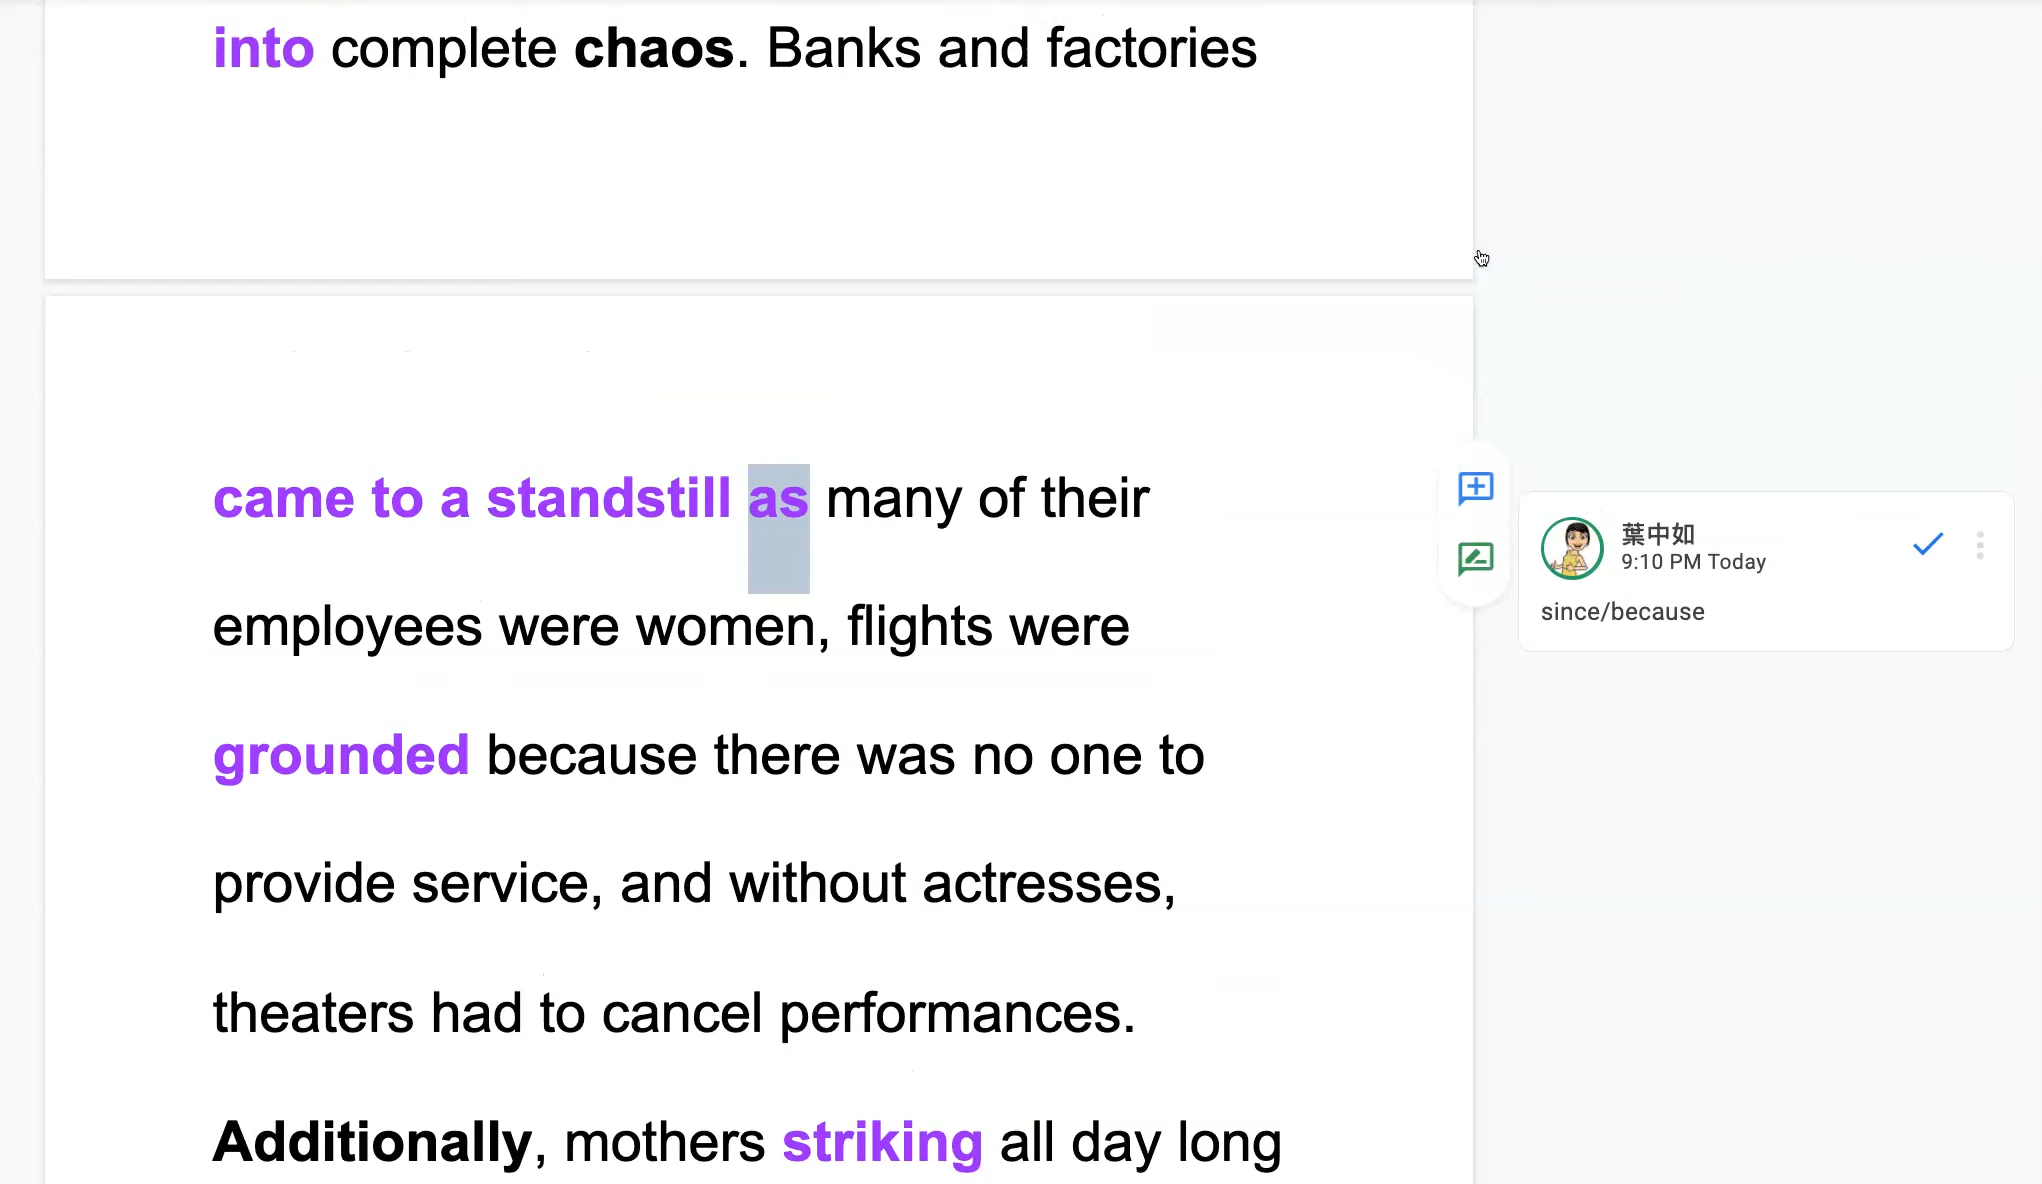 into complete chaos. Banks and factories
came to a standstill as many of their
employees were women, flights were
grounded because there was no one to
provide service, and without actresses,
theaters had to cancel performances.
Additionally, mothers striking all day long
葉中如
9:10 PM Today
since/because